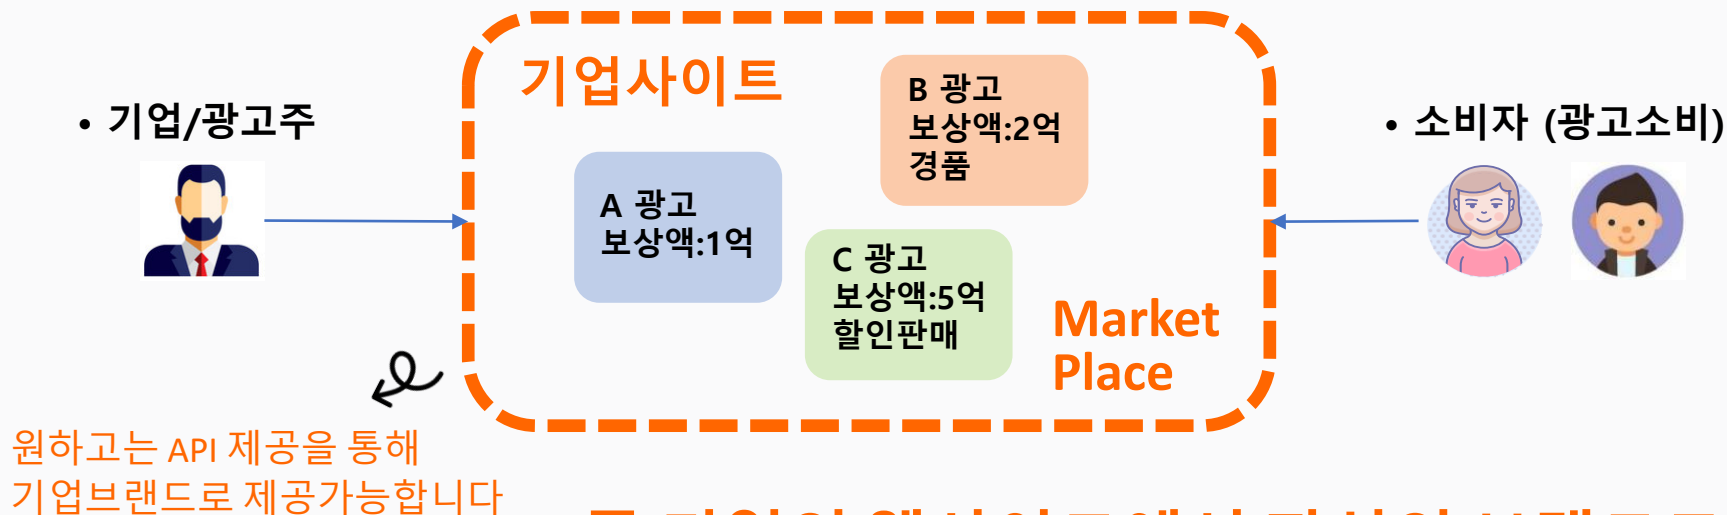 기업사이트
B 광고
보상액:2억
경품
• 기업/광고주
• 소비자 (광고소비)
A 광고
보상액:1억
C 광고
보상액:5억
할인판매
Market
Place
원하고는 API 제공을 통해
기업브랜드로 제공가능합니다